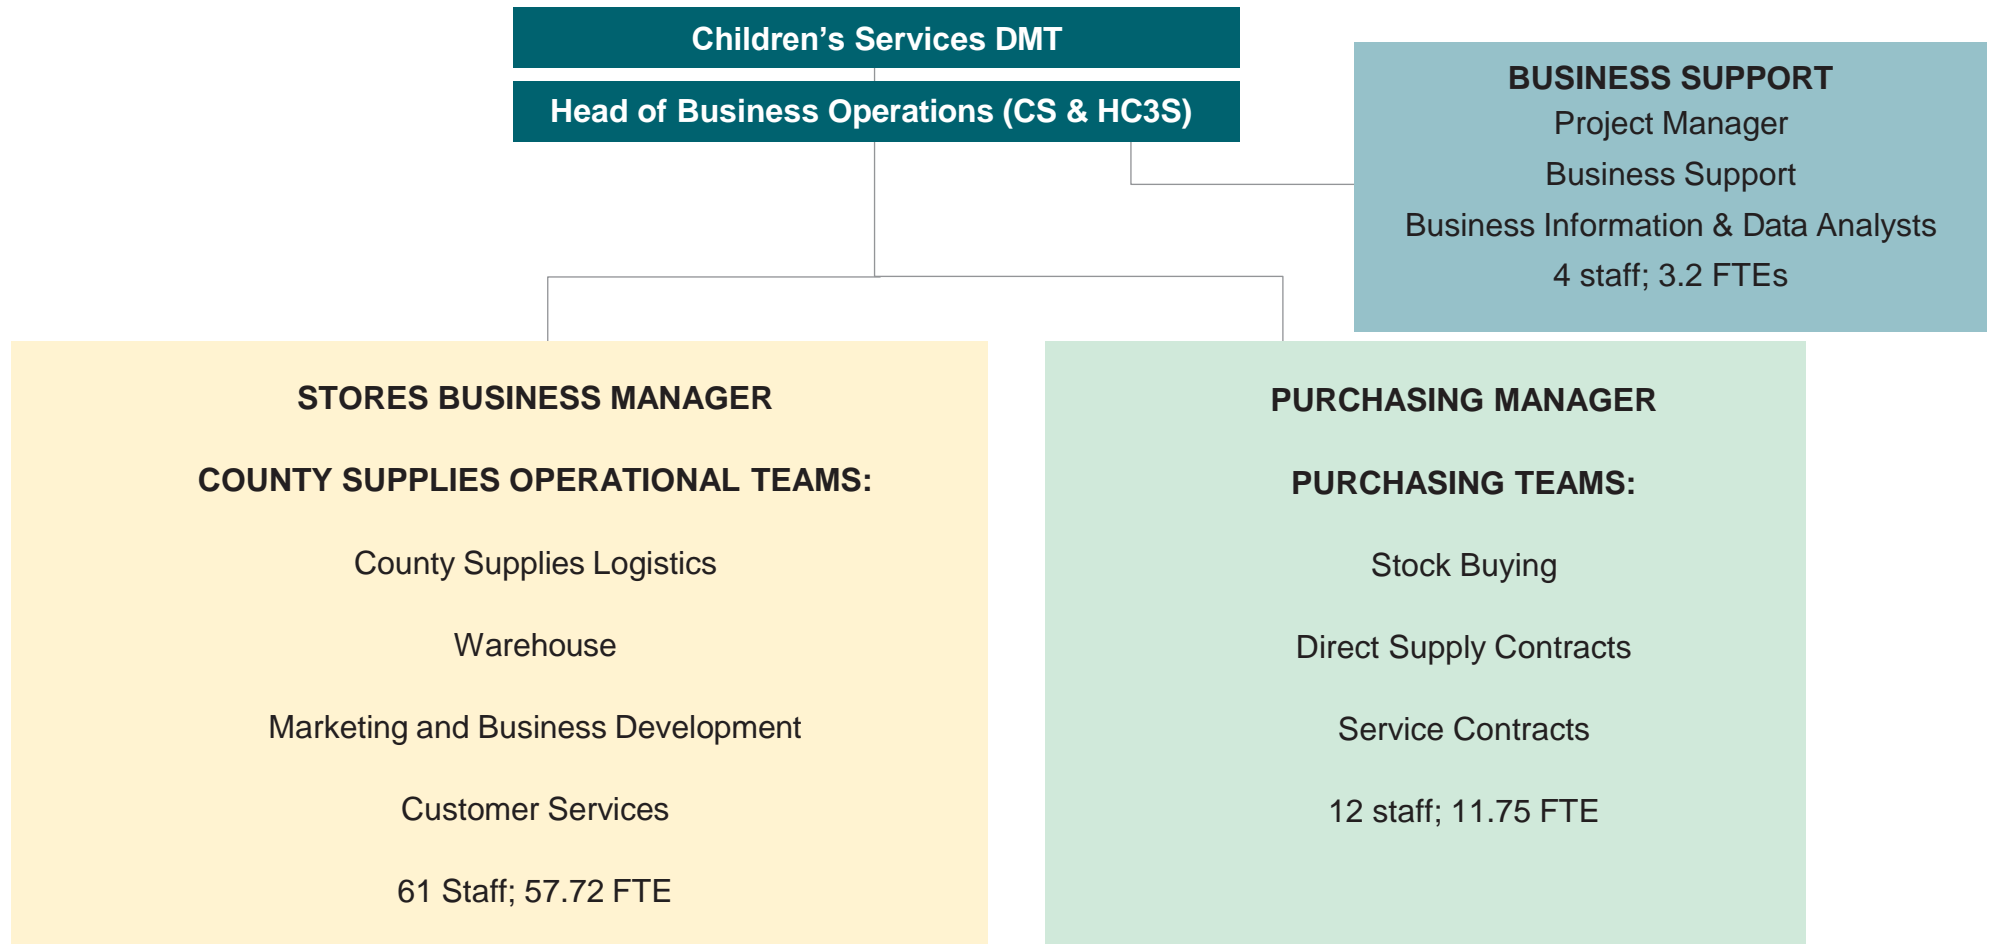 Children’s Services DMT
Head of Business Operations (CS & HC3S)
BUSINESS SUPPORT
Project Manager
Business Support
Business Information & Data Analysts
4 staff; 3.2 FTEs
STORES BUSINESS MANAGER
COUNTY SUPPLIES OPERATIONAL TEAMS:
County Supplies Logistics
Warehouse
Marketing and Business Development
Customer Services
61 Staff; 57.72 FTE
PURCHASING MANAGER
PURCHASING TEAMS:
Stock Buying
Direct Supply Contracts
Service Contracts
12 staff; 11.75 FTE